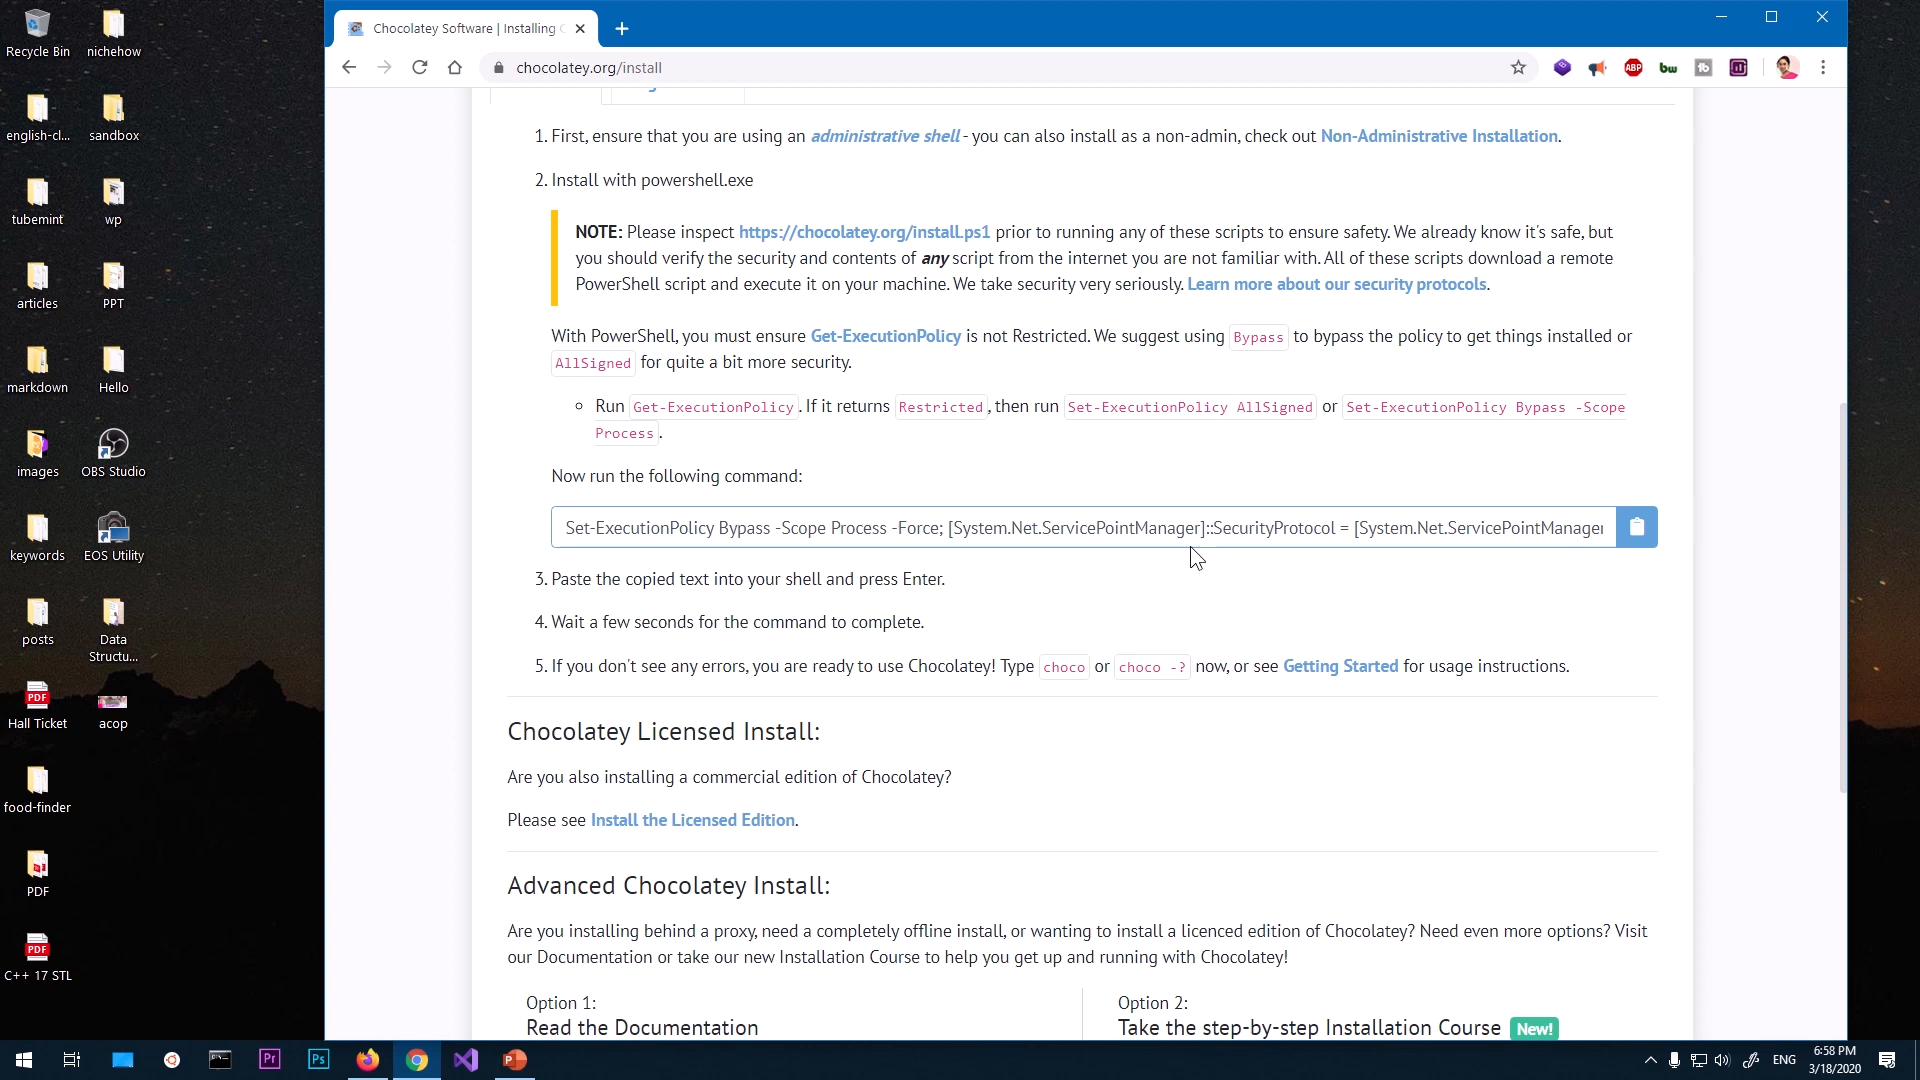 Chocolatey Software | Installing C
chocolatey.org/install
ABP
bw
1. First, ensure that you are using an administrative shell - you can also install as a non-admin, check out Non-Administrative Installation.
2. Install with powershell.exe
NOTE: Please inspect https://chocolatey.org/install.ps1 prior to running any of these scripts to ensure safety. We already know it's safe, but
you should verify the security and contents of any script from the internet you are not familiar with. All of these scripts download a remote
PowerShell script and execute it on your machine. We take security very seriously. Learn more about our security protocols.
With PowerShell, you must ensure Get-ExecutionPolicy is not Restricted. We suggest using Bypass to bypass the policy to get things installed or
AllSigned for quite a bit more security.
Run Get-ExecutionPolicy. If it returns Restricted, then run Set-ExecutionPolicy AllSigned or Set-ExecutionPolicy Bypass -Scope
Process.
Now run the following command:
Set-ExecutionPolicy Bypass -Scope Process -Force; [System.Net.ServicePointManager]::SecurityProtocol = [System.Net.ServicePointManager
3. Paste the copied text into your shell and press Enter.
4. Wait a few seconds for the command to complete.
5. If you don't see any errors, you are ready to use Chocolatey! Type choco or choco -? now, or see Getting Started for usage instructions.
Chocolatey Licensed Install:
Are you also installing a commercial edition of Chocolatey?
Please see Install the Licensed Edition.
Advanced Chocolatey Install:
Are you installing behind a proxy, need a completely offline install, or wanting to install a licenced edition of Chocolatey? Need even more options? Visit
our Documentation or take our new Installation Course to help you get up and running with Chocolatey!
Option 1:
Read the Documentation
Option 2:
Take the step-by-step Installation Course New!
Recycle Bin
nichehow
english-cl...
sandbox
tubemint
wp
articles
PPT
markdown
Hello
images
OBS Studio
keywords
EOS Utility
posts
Data
Structu...
PDF
Hall Ticket
acop
food-finder
PDF
PDF
C++ 17 STL
Pr
Ps
ENG
6:58 PM
3/18/2020